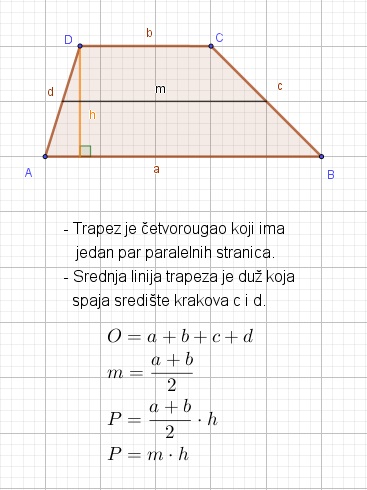 b
D
C
d
m
c
h
A
a
B
- Trapez je četvorougao koji ima
jedan par paralelnih stranica.
- Srednja linija trapeza je duž koja
spaja središte krakova c i d.
O = a + b + c + d
m = (a + b)/2
P = (a + b)/2 · h
P = m · h